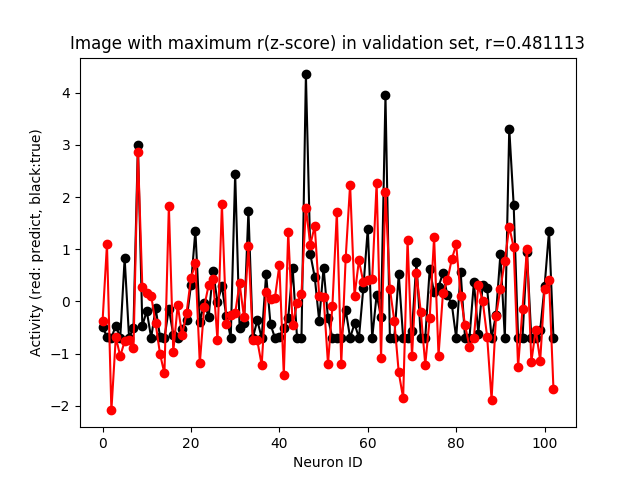 Image with maximum r(z-score) in validation set, r=0.481113
Activity (red: predict, black:true)
4
3
2
1
0
−1
−2
0 20 40 60 80 100
Neuron ID